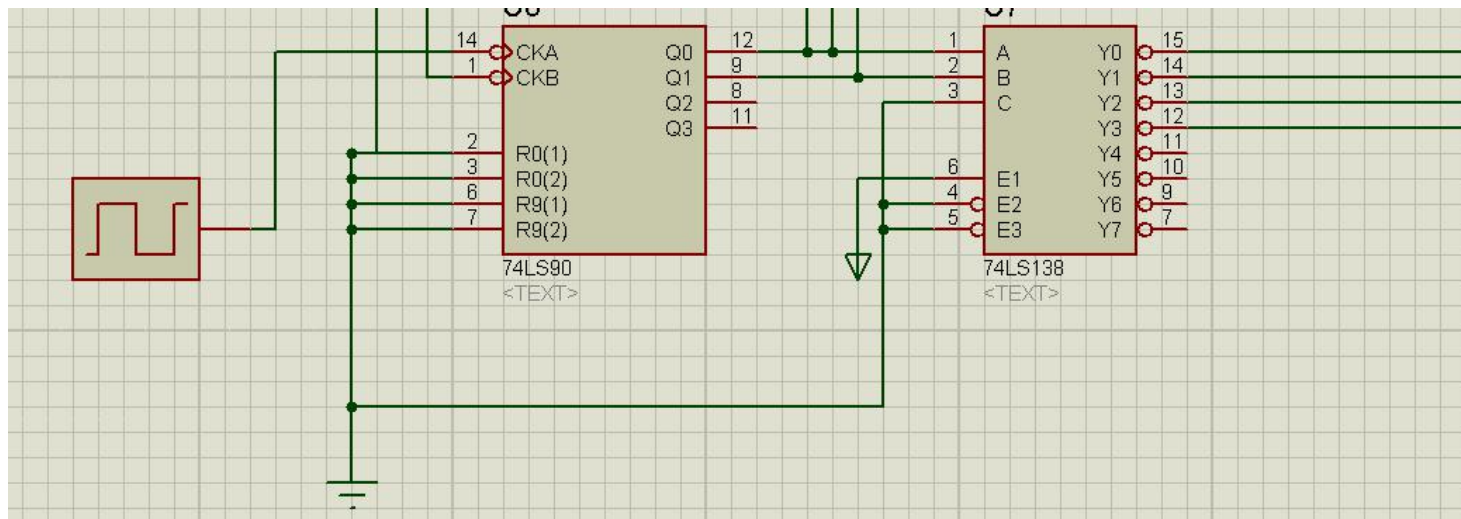 14
CKA
1
CKB
2
R0(1)
3
R0(2)
6
R9(1)
7
R9(2)
Q0
12
Q1
9
Q2
8
Q3
11
74LS90
<TEXT>
1
A
2
B
3
C
6
E1
4
E2
5
E3
Y0
15
Y1
14
Y2
13
Y3
12
Y4
11
Y5
10
Y6
9
Y7
7
74LS138
<TEXT>